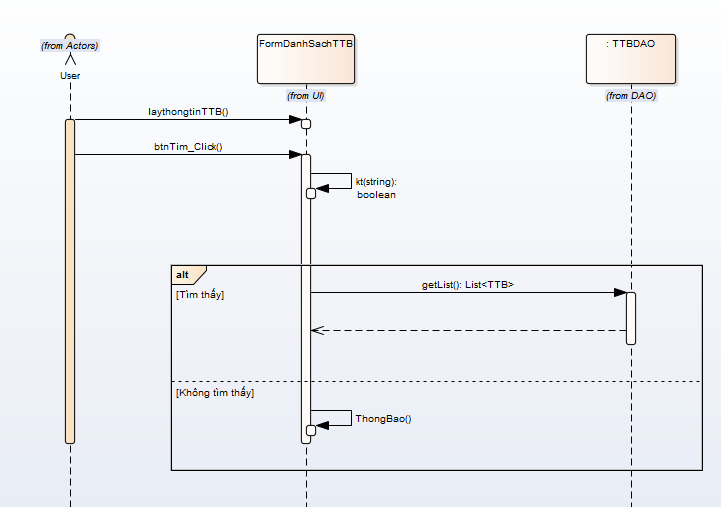 (from Actors)
User
FormDanhSachTTB
(from UI)
: TTBDAO
(from DAO)
laythongtinTTB()
btnTim_Click()
kt(string):
boolean
alt
[Tìm thấy]
getList(): List<TTB>
[Không tìm thấy]
ThongBao()